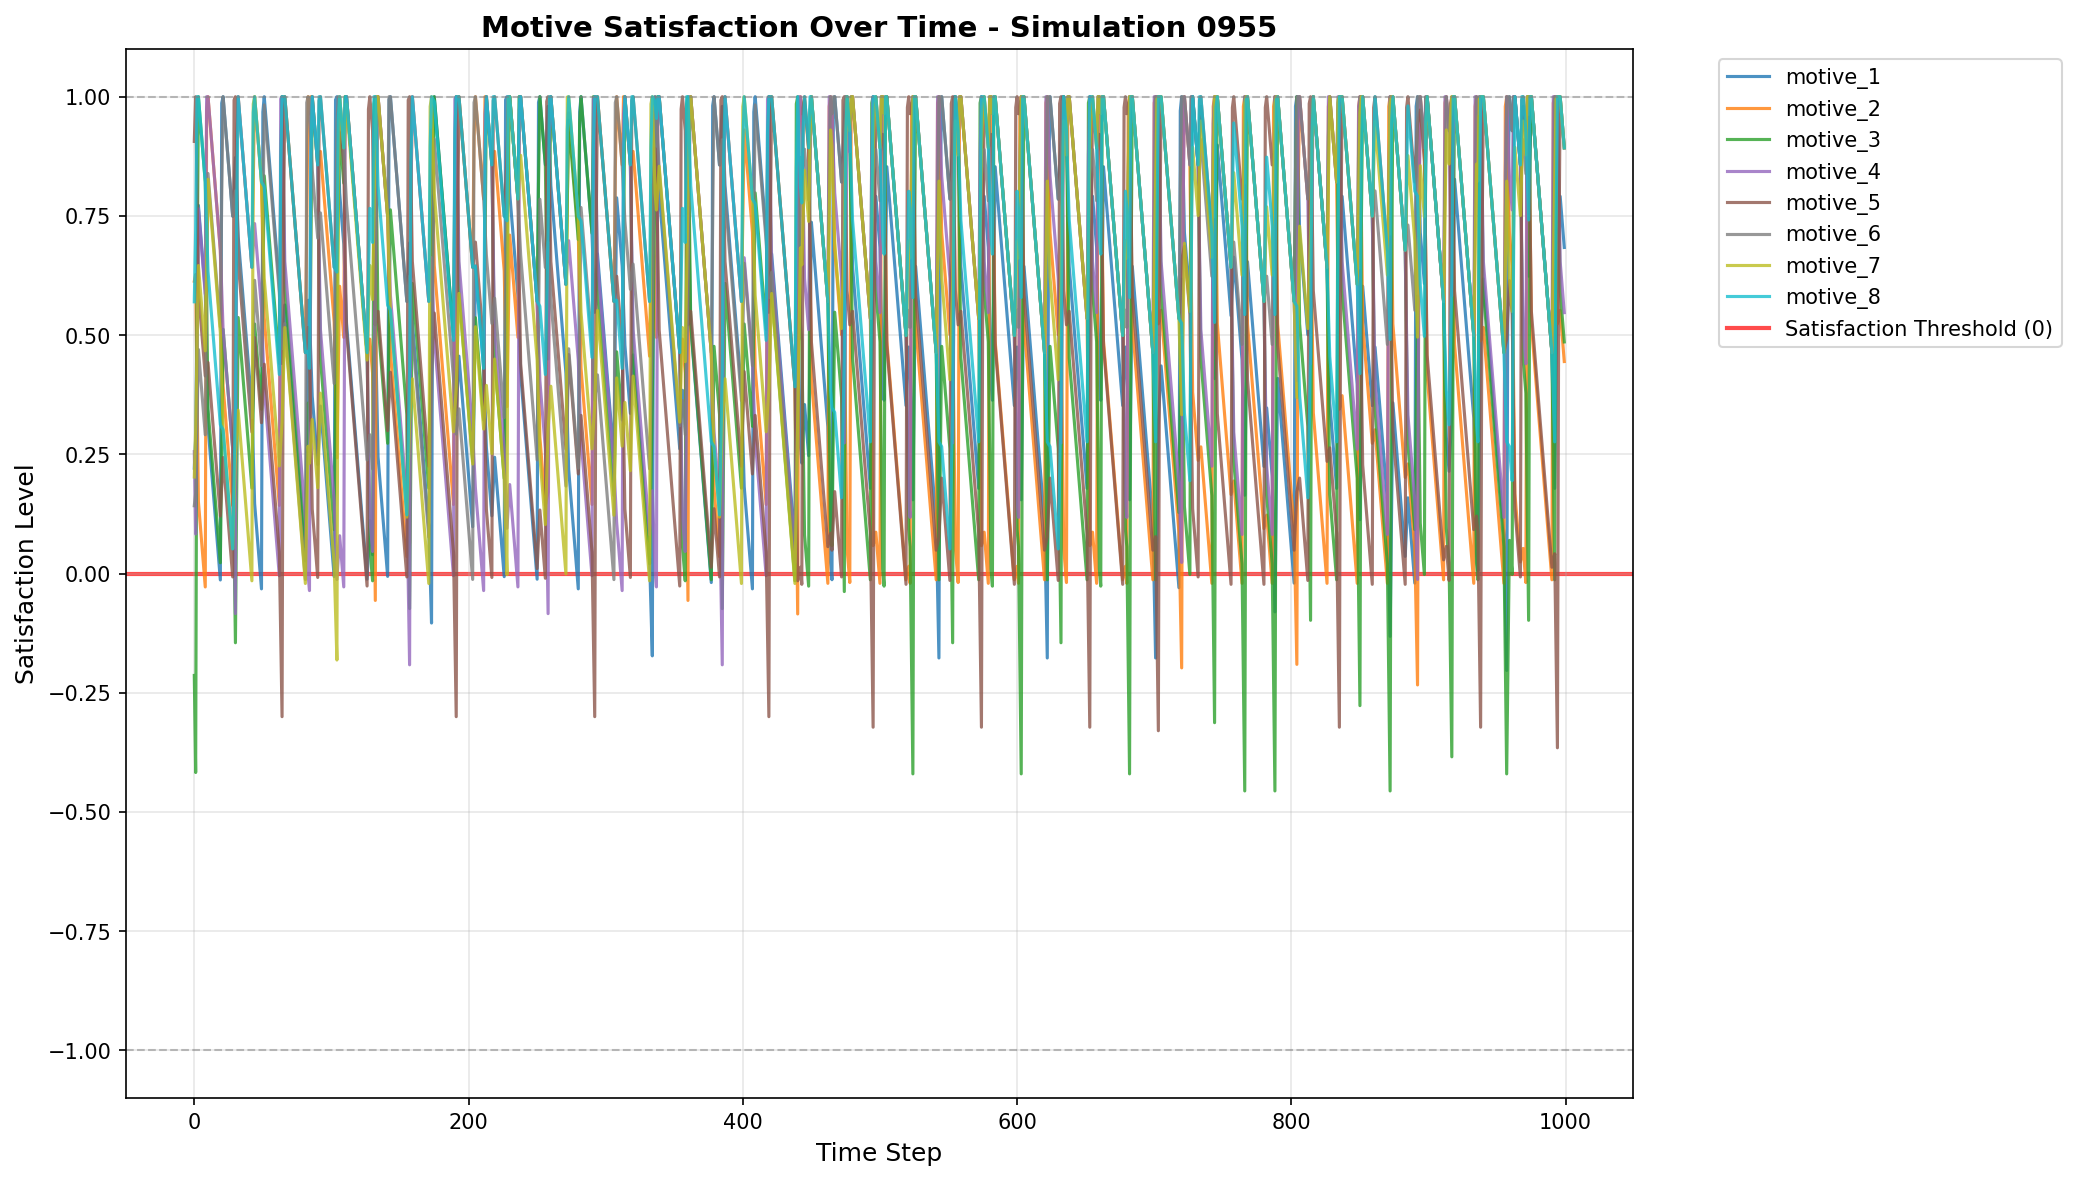 Motive Satisfaction Over Time - Simulation 0955
Satisfaction Level
1.00
0.75
0.50
0.25
0.00
−0.25
−0.50
−0.75
−1.00
0
200
400
600
800
1000
Time Step
motive_1
motive_2
motive_3
motive_4
motive_5
motive_6
motive_7
motive_8
Satisfaction Threshold (0)